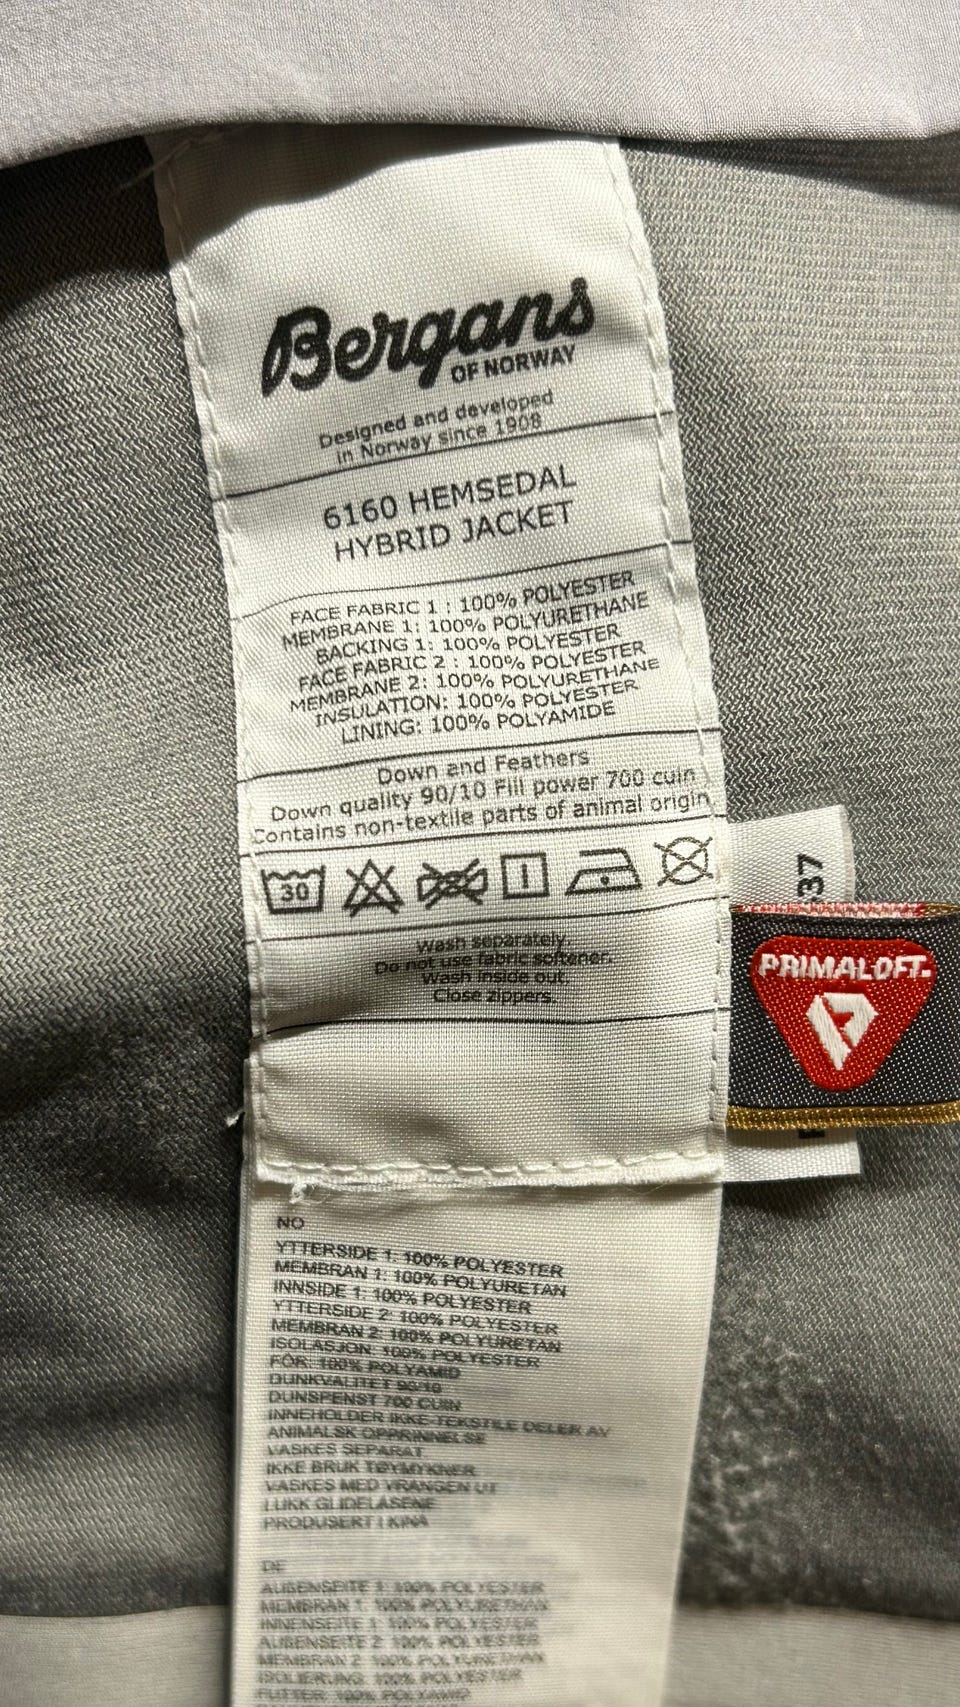 Bergans
OF NORWAY
Designed and developed
in Norway since 1908
6160 HEMSEDAL
HYBRID JACKET
FACE FABRIC 1 : 100% POLYESTER
MEMBRANE 1: 100% POLYURETHANE
BACKING 1: 100% POLYESTER
FACE FABRIC 2 : 100% POLYESTER
MEMBRANE 2: 100% POLYURETHANE
INSULATION: 100% POLYESTER
LINING: 100% POLYAMIDE
Down and Feathers
Down quality 90/10 Fill power 700 cuin
Contains non-textile parts of animal origin
30
Wash separately.
Do not use fabric softener.
Wash inside out.
Close zippers.
37
PRIMALOFT.
NO
YTTERSIDE 1: 100% POLYESTER
MEMBRAN 1: 100% POLYURETAN
INNSIDE 1: 100% POLYESTER
YTTERSIDE 2: 100% POLYESTER
MEMBRAN 2: 100% POLYURETAN
ISOLASJON: 100% POLYESTER
FÔR: 100% POLYAMID
DUNKVALITET 90/10
DUNSPENST 700 CUIN
INNEHOLDER IKKE-TEKSTILE DELER AV
ANIMALSK OPPRINNELSE
VASKES SEPARAT
IKKE BRUK TØYMYKNER
VASKES MED VRANGEN UT
LUKK GLIDELÅSENE
PRODUSERT I KINA
DE
AUßENSEITE 1: 100% POLYESTER
MEMBRAN 1: 100% POLYURETHAN
INNENSEITE 1: 100% POLYESTER
AUßENSEITE 2: 100% POLYESTER
MEMBRAN 2: 100% POLYURETHAN
ISOLIERUNG: 100% POLYESTER
FUTTER: 100% POLYAMID